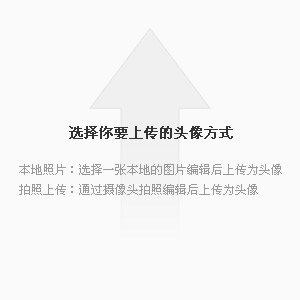 选择你要上传的头像方式
本地照片：选择一张本地的图片编辑后上传为头像
拍照上传：通过摄像头拍照编辑后上传为头像